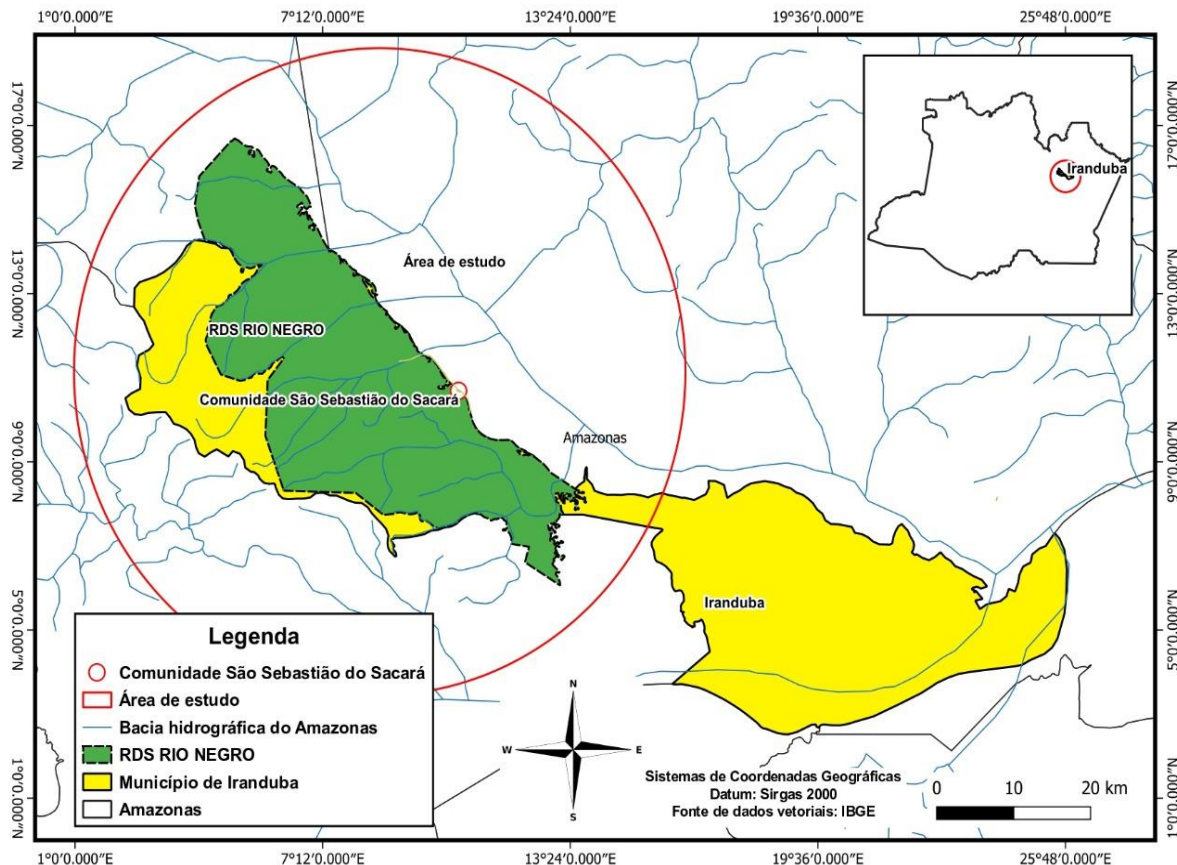 1°0′0.000″E 7°12′0.000″E 13°24′0.000″E 19°36′0.000″E 25°48′0.000″E
17°0′0.000″N
13°0′0.000″N
9°0′0.000″N
5°0′0.000″N
1°0′0.000″N
Iranduba
Área de estudo
RDS RIO NEGRO
Comunidade São Sebastião do Sacará
Amazonas
Iranduba
Legenda
Comunidade São Sebastião do Sacará
Área de estudo
Bacia hidrográfica do Amazonas
RDS RIO NEGRO
Município de Iranduba
Amazonas
N
W E
S
Sistemas de Coordenadas Geográficas
Datum: Sirgas 2000
Fonte de dados vetoriais: IBGE
0 10 20 km
17°0′0.000″N
13°0′0.000″N
9°0′0.000″N
5°0′0.000″N
1°0′0.000″N
1°0′0.000″E 7°12′0.000″E 13°24′0.000″E 19°36′0.000″E 25°48′0.000″E